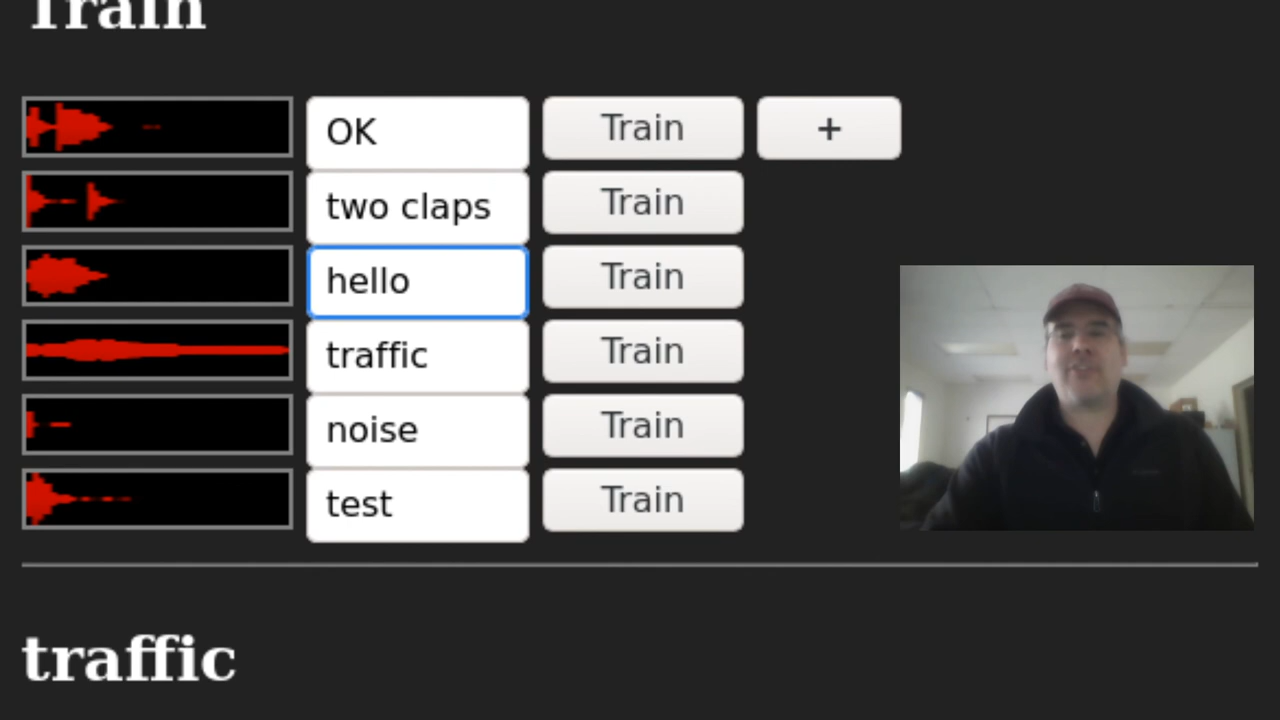 Train
OK Train +
two claps Train
hello Train
traffic Train
noise Train
test Train
traffic